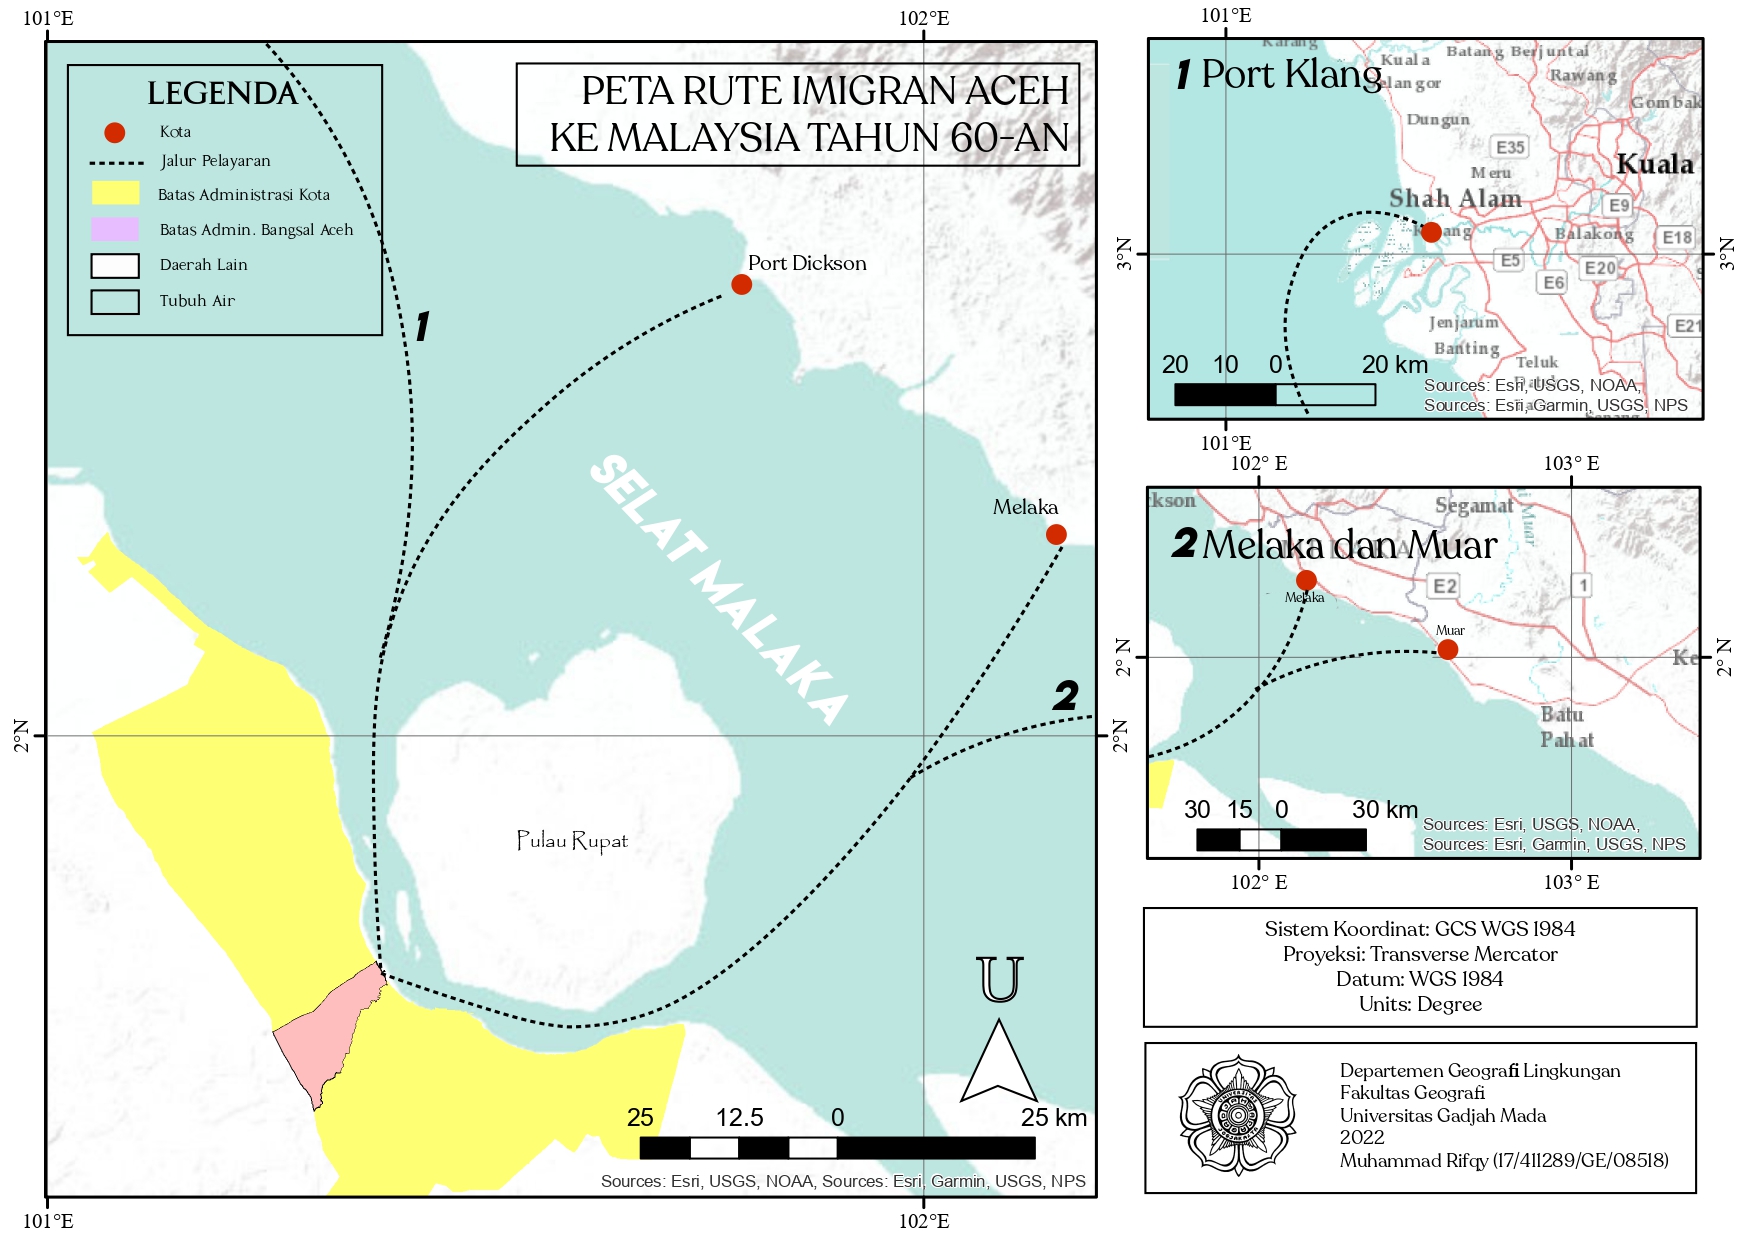 101°E
102°E
PETA RUTE IMIGRAN ACEH
KE MALAYSIA TAHUN 60-AN
LEGENDA
Kota
Jalur Pelayaran
Batas Administrasi Kota
Batas Admin. Bangsal Aceh
Daerah Lain
Tubuh Air
1
Port Dickson
SELAT MALAKA
Melaka
2
2°N
2°N
Pulau Rupat
U
25 12.5 0 25 km
Sources: Esri, USGS, NOAA, Sources: Esri, Garmin, USGS, NPS
101°E
102°E
101°E
1 Port Klang
Karang
Kuala
elangor
Batang Berjuntai
Rawang
Gombak
Dungun
E35
Meru
Kuala
Shah Alam
E9
K ang
Balakong
E18
3°N
3°N
E5
E20
E6
Jenjarum
E21
Banting
Teluk
20 10 0 20 km
Sources: Esri, USGS, NOAA,
Sources: Esri, Garmin, USGS, NPS
101°E
102° E
103° E
ckson
Segamat
Muar
2 Melaka dan Muar
E2
1
Melaka
Muar
2° N
2° N
Ke
Batu
Pahat
30 15 0 30 km
Sources: Esri, USGS, NOAA,
Sources: Esri, Garmin, USGS, NPS
102° E
103° E
Sistem Koordinat: GCS WGS 1984
Proyeksi: Transverse Mercator
Datum: WGS 1984
Units: Degree
Departemen Geografi Lingkungan
Fakultas Geografi
Universitas Gadjah Mada
2022
Muhammad Rifqy (17/411289/GE/08518)